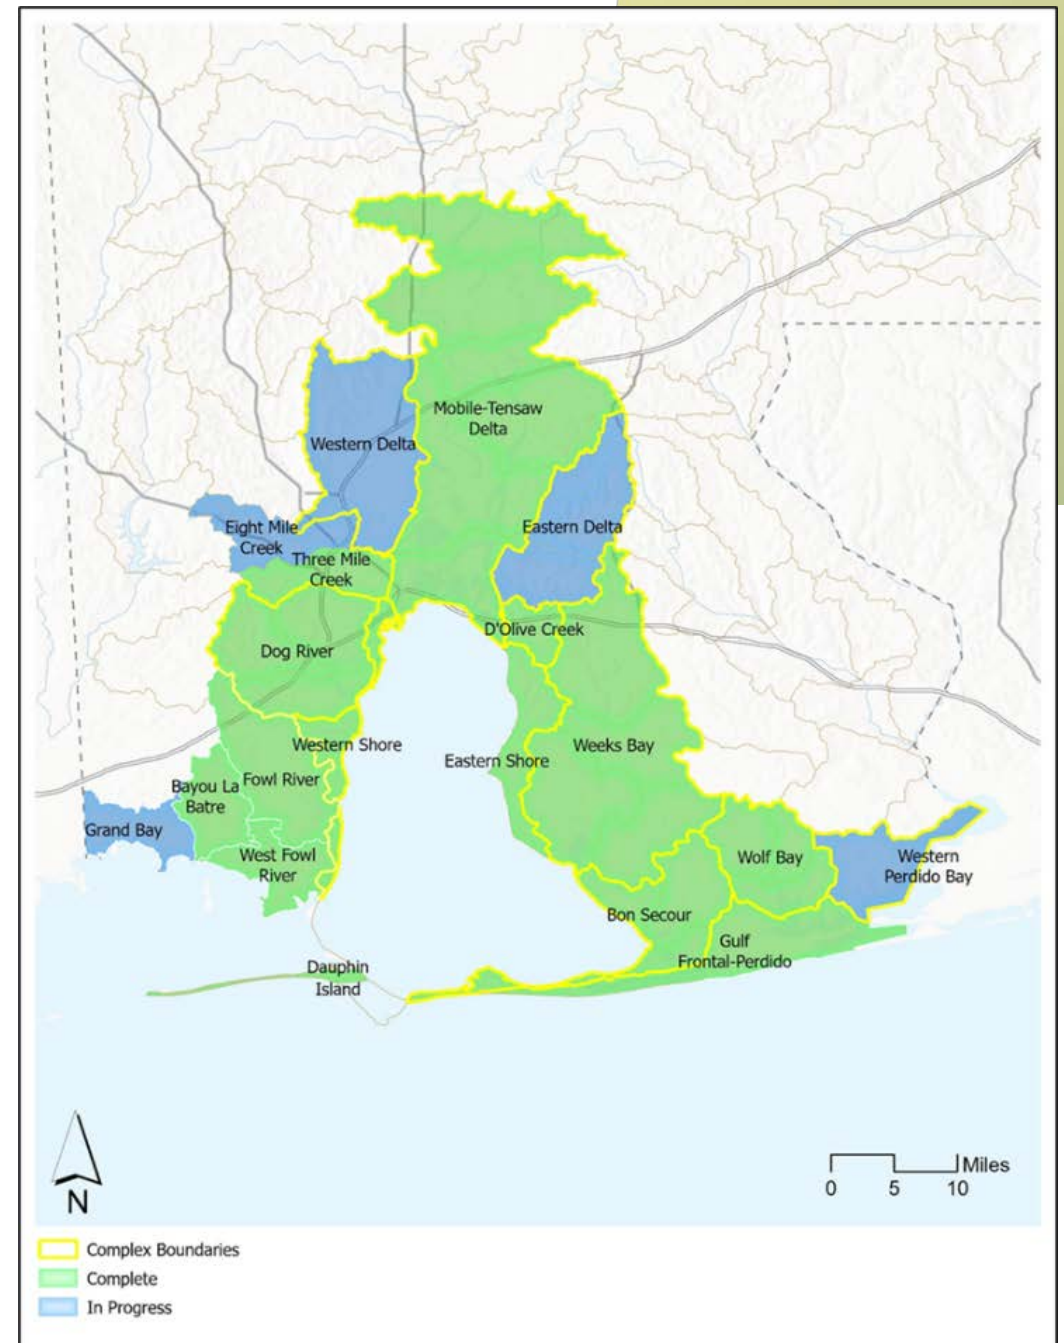 Mobile-Tensaw
Delta
Western Delta
Eastern Delta
Eight Mile
Creek
Three Mile
Creek
D'Olive Creek
Dog River
Western Shore
Eastern Shore
Weeks Bay
Fowl River
Bayou La
Batre
Grand Bay
West Fowl
River
Wolf Bay
Western
Perdido Bay
Bon Secour
Gulf
Frontal-Perdido
Dauphin
Island
N
Miles
0 5 10
Complex Boundaries
Complete
In Progress